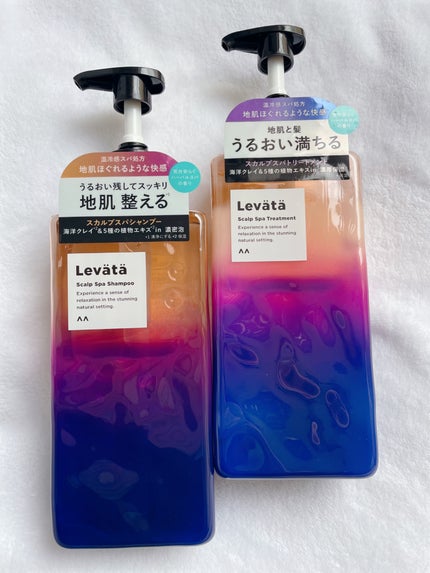 温冷感スパ処方
地肌ほぐれるような快感
うるおい残してスッキリ
地肌 整える
スカルプスパシャンプー
海洋クレイ&5種の植物エキス in 濃密泡
Levätä
Scalp Spa Shampoo
Experience a sense of
relaxation in the stunning
natural setting.
温冷感スパ処方
地肌ほぐれるような快感
地肌と髪
うるおい満ちる
スカルプスパトリートメント
海洋クレイ&5種の植物エキス in
Levätä
Scalp Spa Treatment
Experience a sense of
relaxation in the stunning
natural setting.